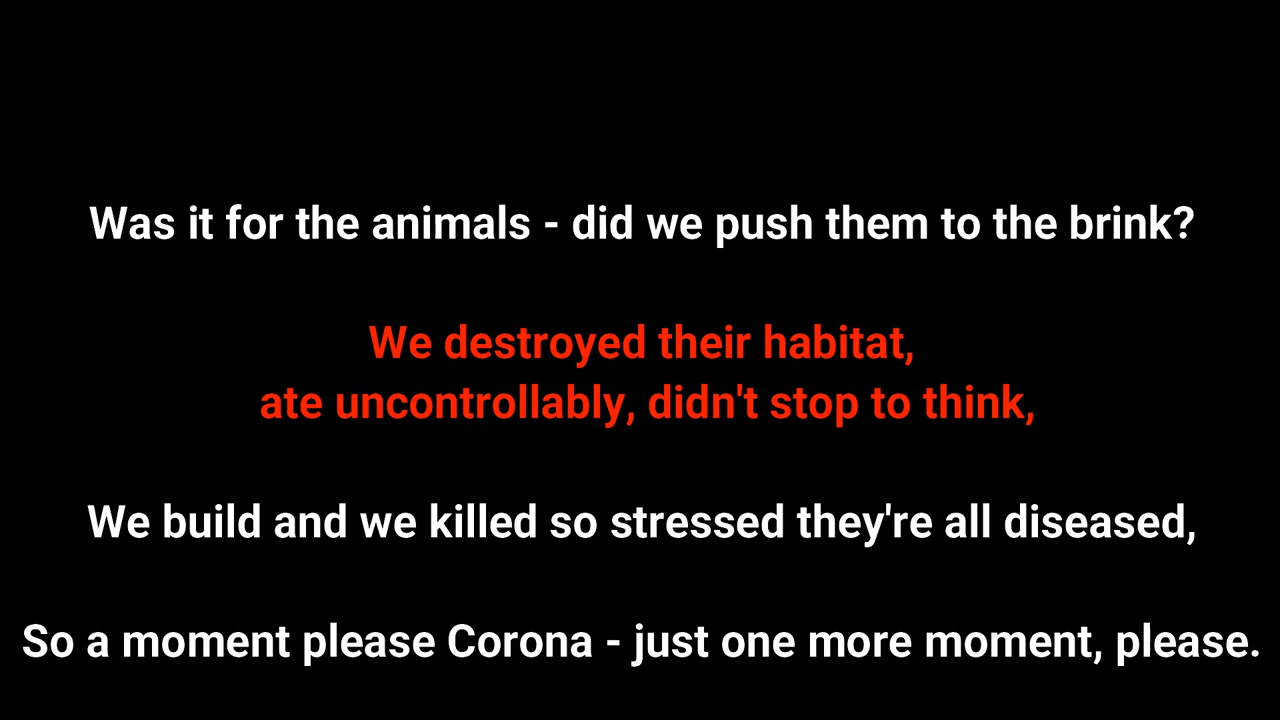 Was it for the animals - did we push them to the brink?
We destroyed their habitat,
ate uncontrollably, didn't stop to think,
We build and we killed so stressed they're all diseased,
So a moment please Corona - just one more moment, please.